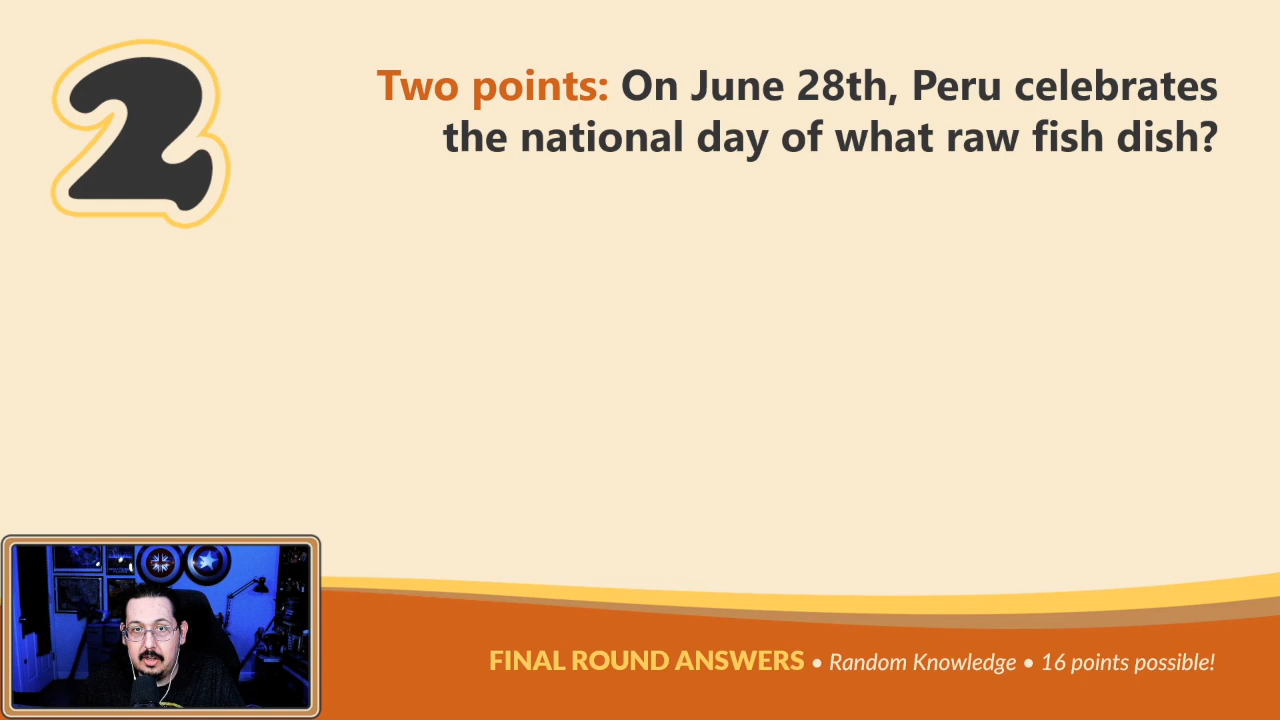 2
Two points: On June 28th, Peru celebrates
the national day of what raw fish dish?
FINAL ROUND ANSWERS • Random Knowledge • 16 points possible!